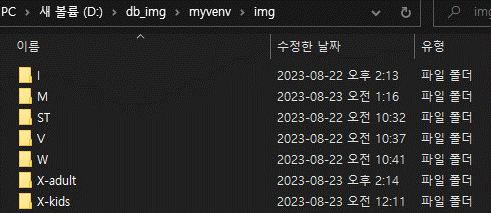 PC > 새 볼륨 (D:) > db_img > myvenv > img
img
이름 수정한 날짜 유형
I 2023-08-22 오후 2:13 파일 폴더
M 2023-08-23 오전 1:16 파일 폴더
ST 2023-08-22 오전 10:32 파일 폴더
V 2023-08-22 오전 10:37 파일 폴더
W 2023-08-22 오전 10:41 파일 폴더
X-adult 2023-08-23 오전 2:14 파일 폴더
X-kids 2023-08-23 오전 12:11 파일 폴더